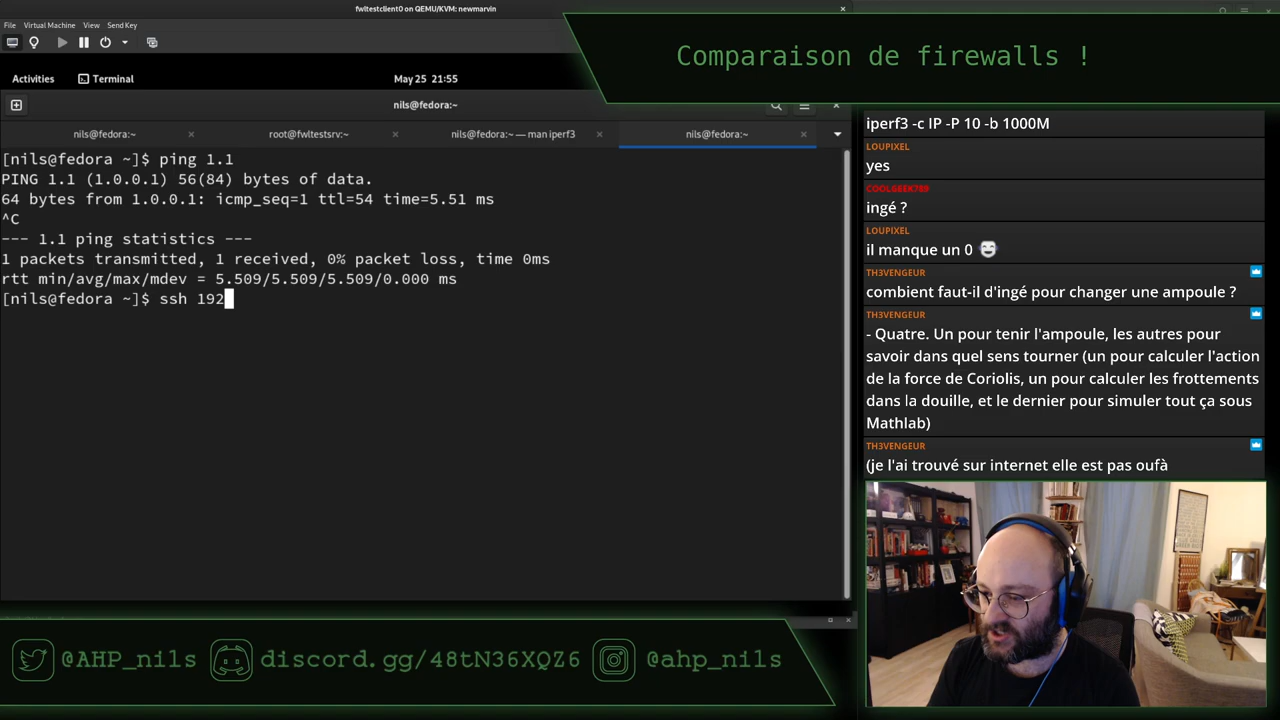 fwltestclient0 on QEMU/KVM: newmarvin
File Virtual Machine View Send Key
Activities Terminal May 25 21:55
nils@fedora:~
nils@fedora:~ root@fwltestsrv:~ nils@fedora:~ — man iperf3 nils@fedora:~
[nils@fedora ~]$ ping 1.1
PING 1.1 (1.0.0.1) 56(84) bytes of data.
64 bytes from 1.0.0.1: icmp_seq=1 ttl=54 time=5.51 ms
^C
--- 1.1 ping statistics ---
1 packets transmitted, 1 received, 0% packet loss, time 0ms
rtt min/avg/max/mdev = 5.509/5.509/5.509/0.000 ms
[nils@fedora ~]$ ssh 192
Comparaison de firewalls !
iperf3 -c IP -P 10 -b 1000M
LOUPIXEL
yes
COOLGEEK789
ingé ?
LOUPIXEL
il manque un 0
TH3VENGEUR
combient faut-il d'ingé pour changer une ampoule ?
TH3VENGEUR
- Quatre. Un pour tenir l'ampoule, les autres pour
savoir dans quel sens tourner (un pour calculer l'action
de la force de Coriolis, un pour calculer les frottements
dans la douille, et le dernier pour simuler tout ça sous
Mathlab)
TH3VENGEUR
(je l'ai trouvé sur internet elle est pas oufà
@AHP_nils discord.gg/48tN36XQZ6 @ahp_nils